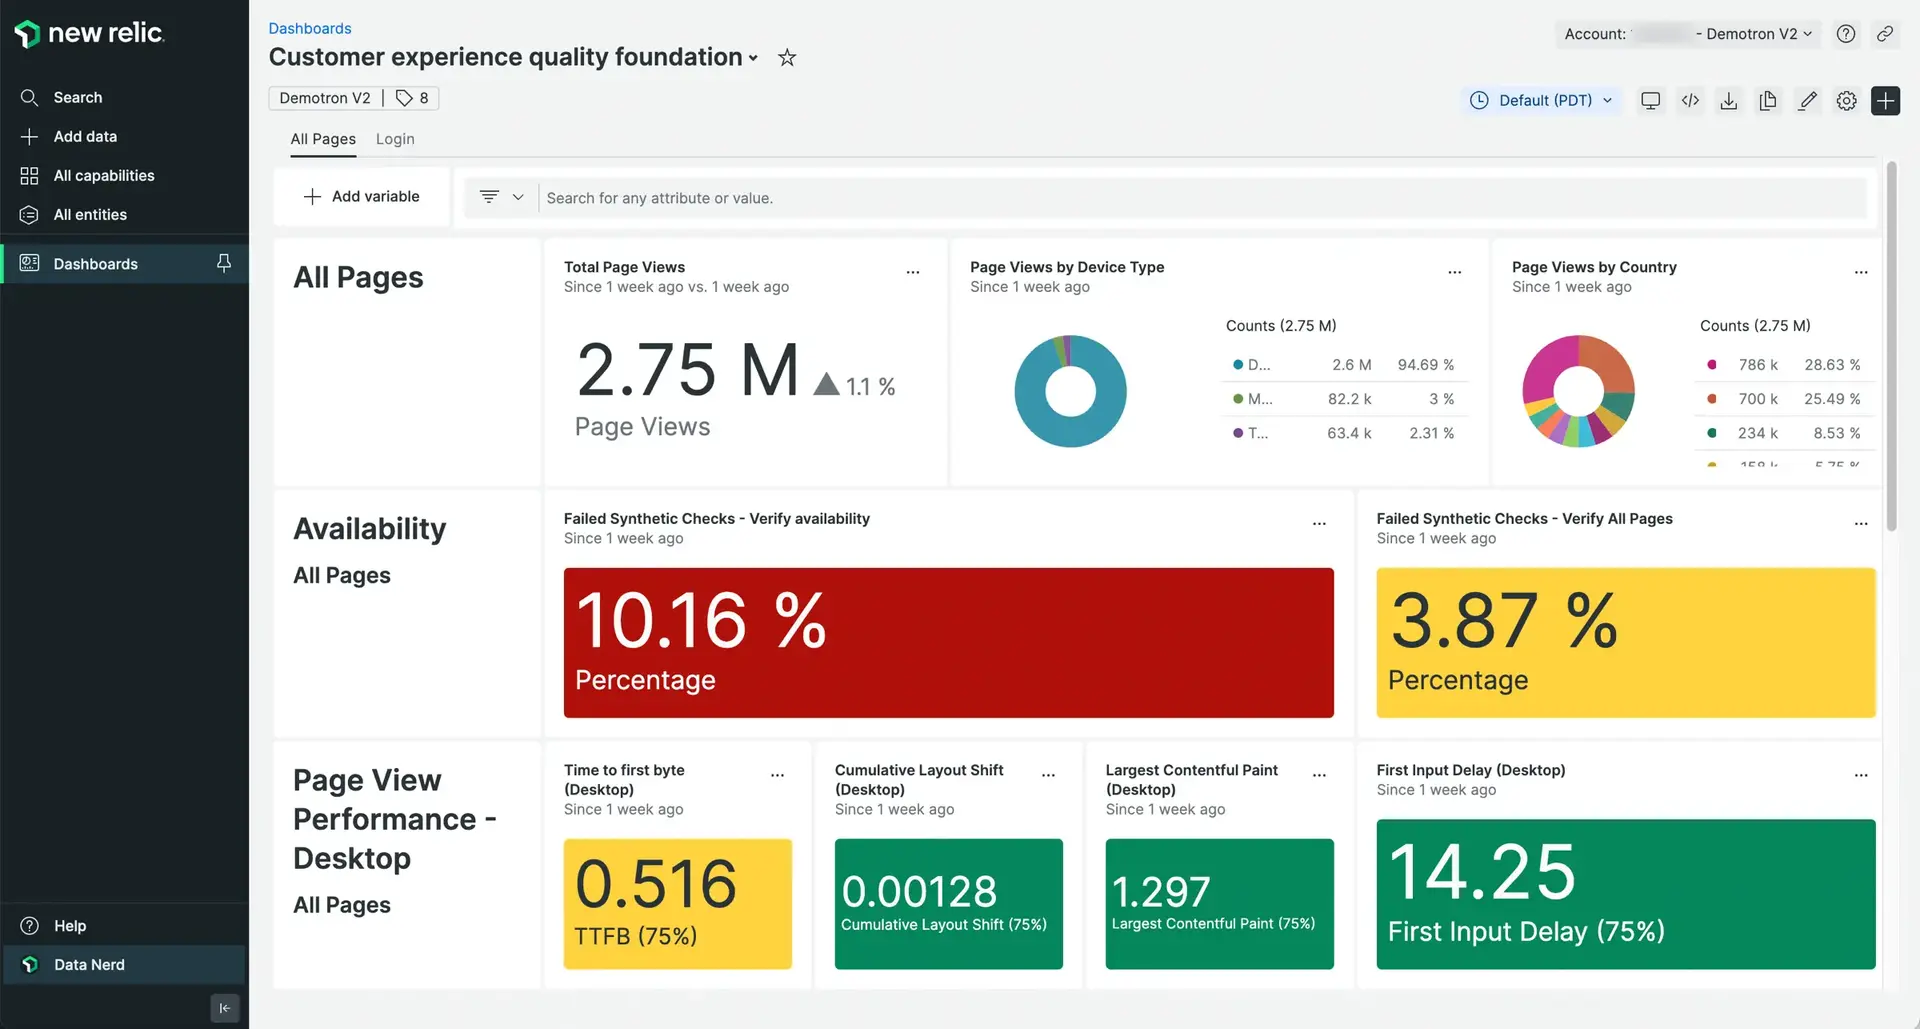 new relic.
Search
Add data
All capabilities
All entities
Dashboards
Help
Data Nerd
Dashboards
Customer experience quality foundation
Account:
- Demotron V2
Demotron V2 | 8
Default (PDT)
All Pages
Login
Add variable
Search for any attribute or value.
All Pages
Total Page Views
Since 1 week ago vs. 1 week ago
2.75 M
1.1 %
Page Views
Page Views by Device Type
Since 1 week ago
Counts (2.75 M)
D... 2.6 M 94.69 %
M... 82.2 k 3 %
T... 63.4 k 2.31 %
Page Views by Country
Since 1 week ago
Counts (2.75 M)
786 k 28.63 %
700 k 25.49 %
234 k 8.53 %
Availability
All Pages
Failed Synthetic Checks - Verify availability
Since 1 week ago
10.16 %
Percentage
Failed Synthetic Checks - Verify All Pages
Since 1 week ago
3.87 %
Percentage
Page View
Performance -
Desktop
All Pages
Time to first byte
(Desktop)
Since 1 week ago
0.516
TTFB (75%)
Cumulative Layout Shift
(Desktop)
Since 1 week ago
0.00128
Cumulative Layout Shift (75%)
Largest Contentful Paint
(Desktop)
Since 1 week ago
1.297
Largest Contentful Paint (75%)
First Input Delay (Desktop)
Since 1 week ago
14.25
First Input Delay (75%)